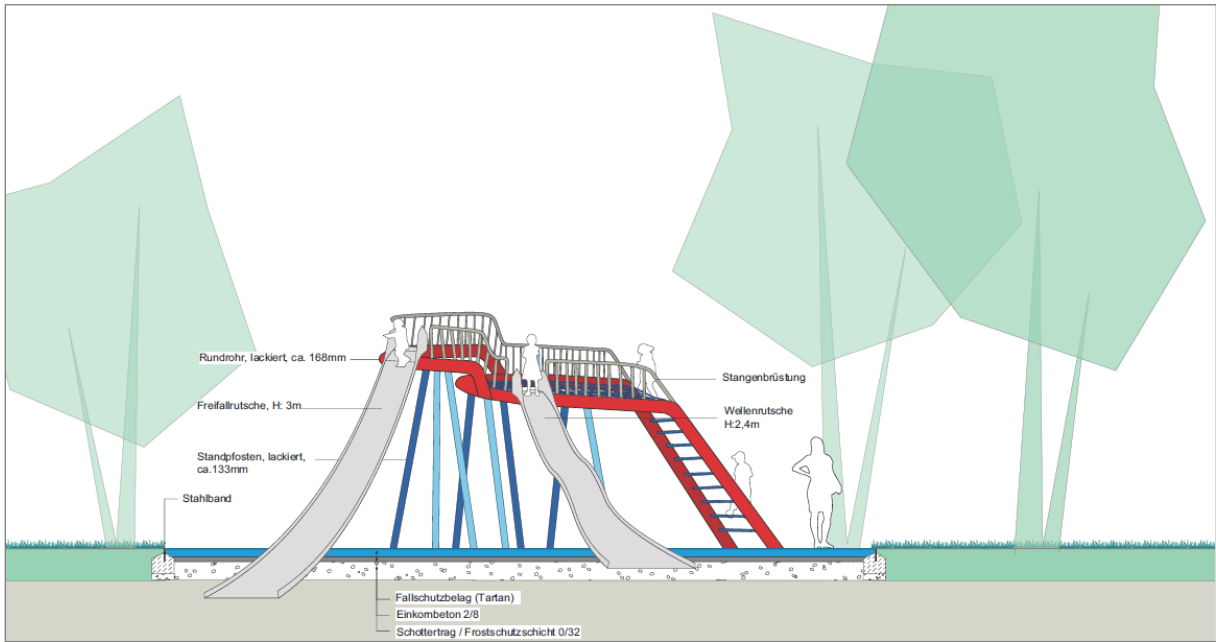 Rundrohr, lackiert, ca. 168mm
Freifallrutsche, H: 3m
Standpfosten, lackiert,
ca.133mm
Stahlband
Stangenbrüstung
Wellenrutsche
H:2,4m
Fallschutzbelag (Tartan)
Einkornbeton 2/8
Schottertrag / Frostschutzschicht 0/32